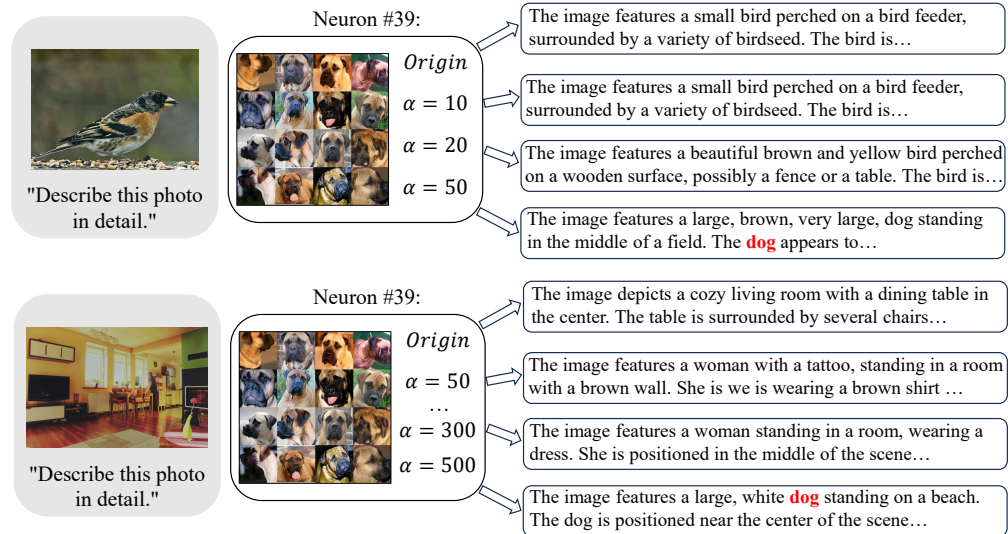 Neuron #39:
Origin
α = 10
α = 20
α = 50
"Describe this photo
in detail."
The image features a small bird perched on a bird feeder,
surrounded by a variety of birdseed. The bird is…
The image features a small bird perched on a bird feeder,
surrounded by a variety of birdseed. The bird is…
The image features a beautiful brown and yellow bird perched
on a wooden surface, possibly a fence or a table. The bird is…
The image features a large, brown, very large, dog standing
in the middle of a field. The dog appears to…
Neuron #39:
Origin
α = 50
…
α = 300
α = 500
"Describe this photo
in detail."
The image depicts a cozy living room with a dining table in
the center. The table is surrounded by several chairs…
The image features a woman with a tattoo, standing in a room
with a brown wall. She is we is wearing a brown shirt …
The image features a woman standing in a room, wearing a
dress. She is positioned in the middle of the scene…
The image features a large, white dog standing on a beach.
The dog is positioned near the center of the scene…